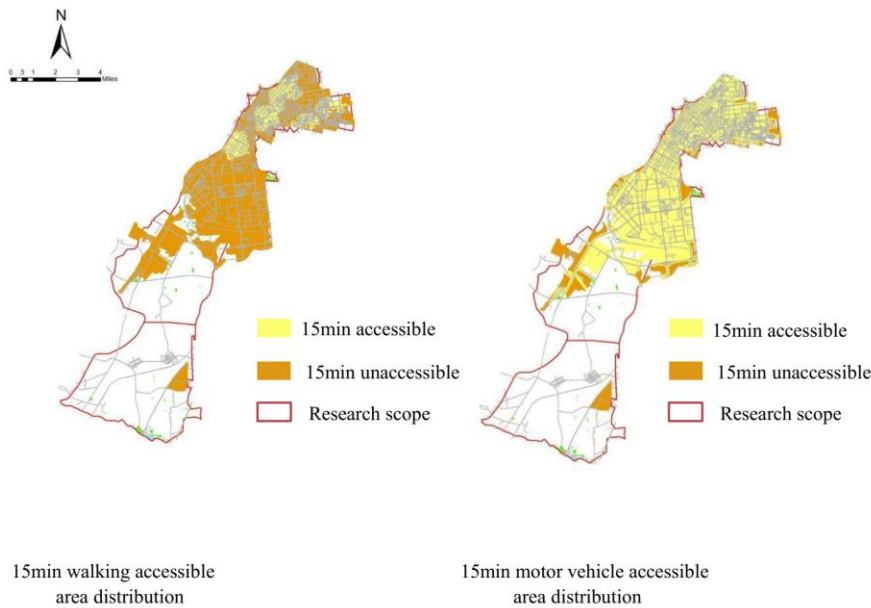 N
0 .5 1 2 3 4
Miles
15min accessible
15min unaccessible
Research scope
15min accessible
15min unaccessible
Research scope
15min walking accessible
area distribution
15min motor vehicle accessible
area distribution